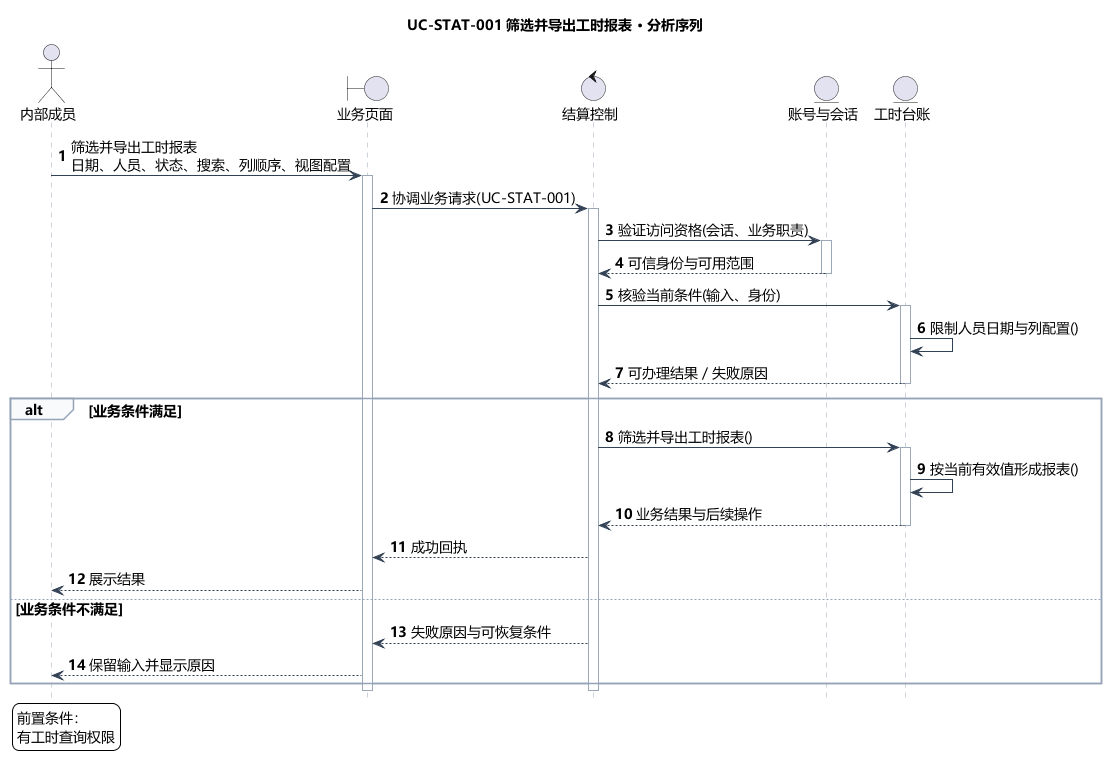 UC-STAT-001 筛选并导出工时报表 · 分析序列
内部成员
业务页面
结算控制
账号与会话
工时台账
1 筛选并导出工时报表
日期、人员、状态、搜索、列顺序、视图配置
2 协调业务请求(UC-STAT-001)
3 验证访问资格(会话、业务职责)
4 可信身份与可用范围
5 核验当前条件(输入、身份)
6 限制人员日期与列配置()
7 可办理结果 / 失败原因
alt [业务条件满足]
8 筛选并导出工时报表()
9 按当前有效值形成报表()
10 业务结果与后续操作
11 成功回执
12 展示结果
[业务条件不满足]
13 失败原因与可恢复条件
14 保留输入并显示原因
前置条件：
有工时查询权限